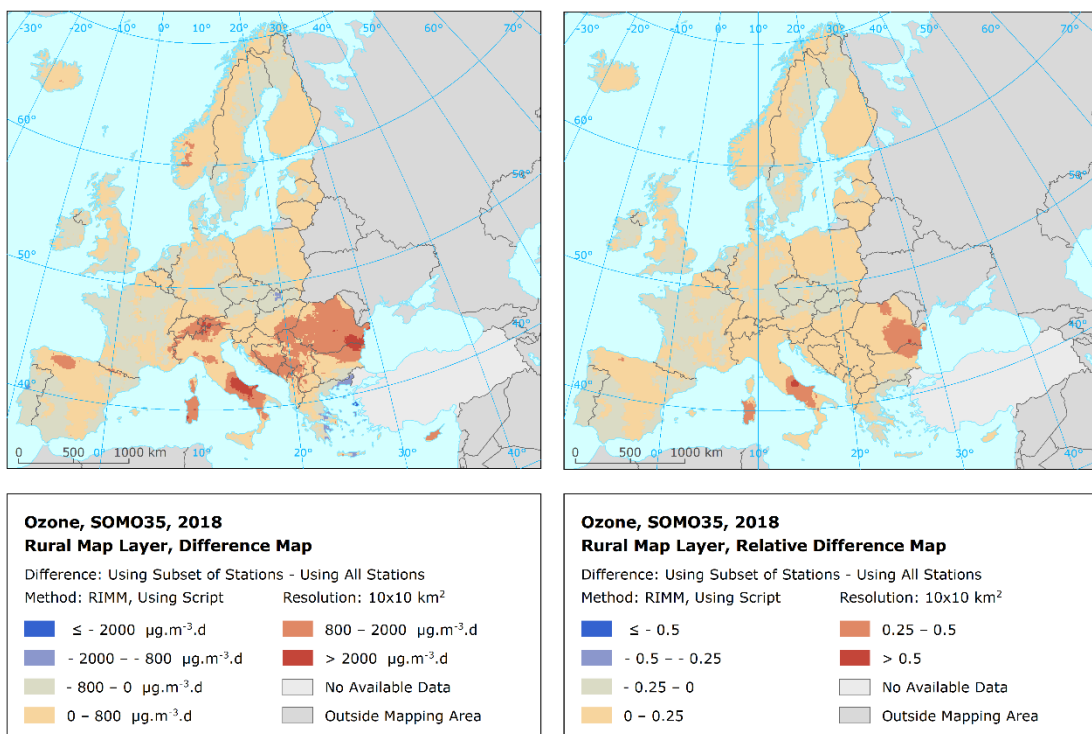 -30° -20° -10° 0° 10° 20° 30° 40° 50° 60°
60°
50°
50°
40°
40°
0 500 1000 km 10° 20° 30° 40°
Ozone, SOMO35, 2018
Rural Map Layer, Difference Map
Difference: Using Subset of Stations - Using All Stations
Method: RIMM, Using Script Resolution: 10x10 km²
≤ - 2000 µg.m⁻³.d 800 – 2000 µg.m⁻³.d
- 2000 – - 800 µg.m⁻³.d > 2000 µg.m⁻³.d
- 800 – 0 µg.m⁻³.d No Available Data
0 – 800 µg.m⁻³.d Outside Mapping Area
-30° -20° -10° 0° 10° 20° 30° 40° 50° 60°
60°
50°
50°
40°
40°
0 500 1000 km 10° 20° 30° 40°
Ozone, SOMO35, 2018
Rural Map Layer, Relative Difference Map
Difference: Using Subset of Stations - Using All Stations
Method: RIMM, Using Script Resolution: 10x10 km²
≤ - 0.5 0.25 – 0.5
- 0.5 – - 0.25 > 0.5
- 0.25 – 0 No Available Data
0 – 0.25 Outside Mapping Area